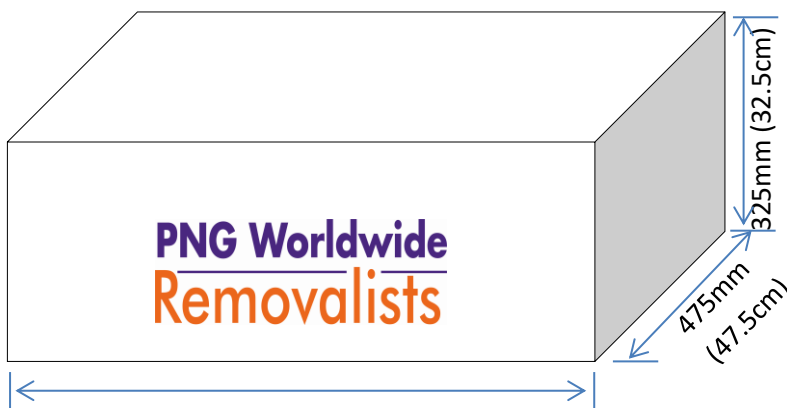 PNG Worldwide
Removalists
325mm (32.5cm)
475mm
(47.5cm)